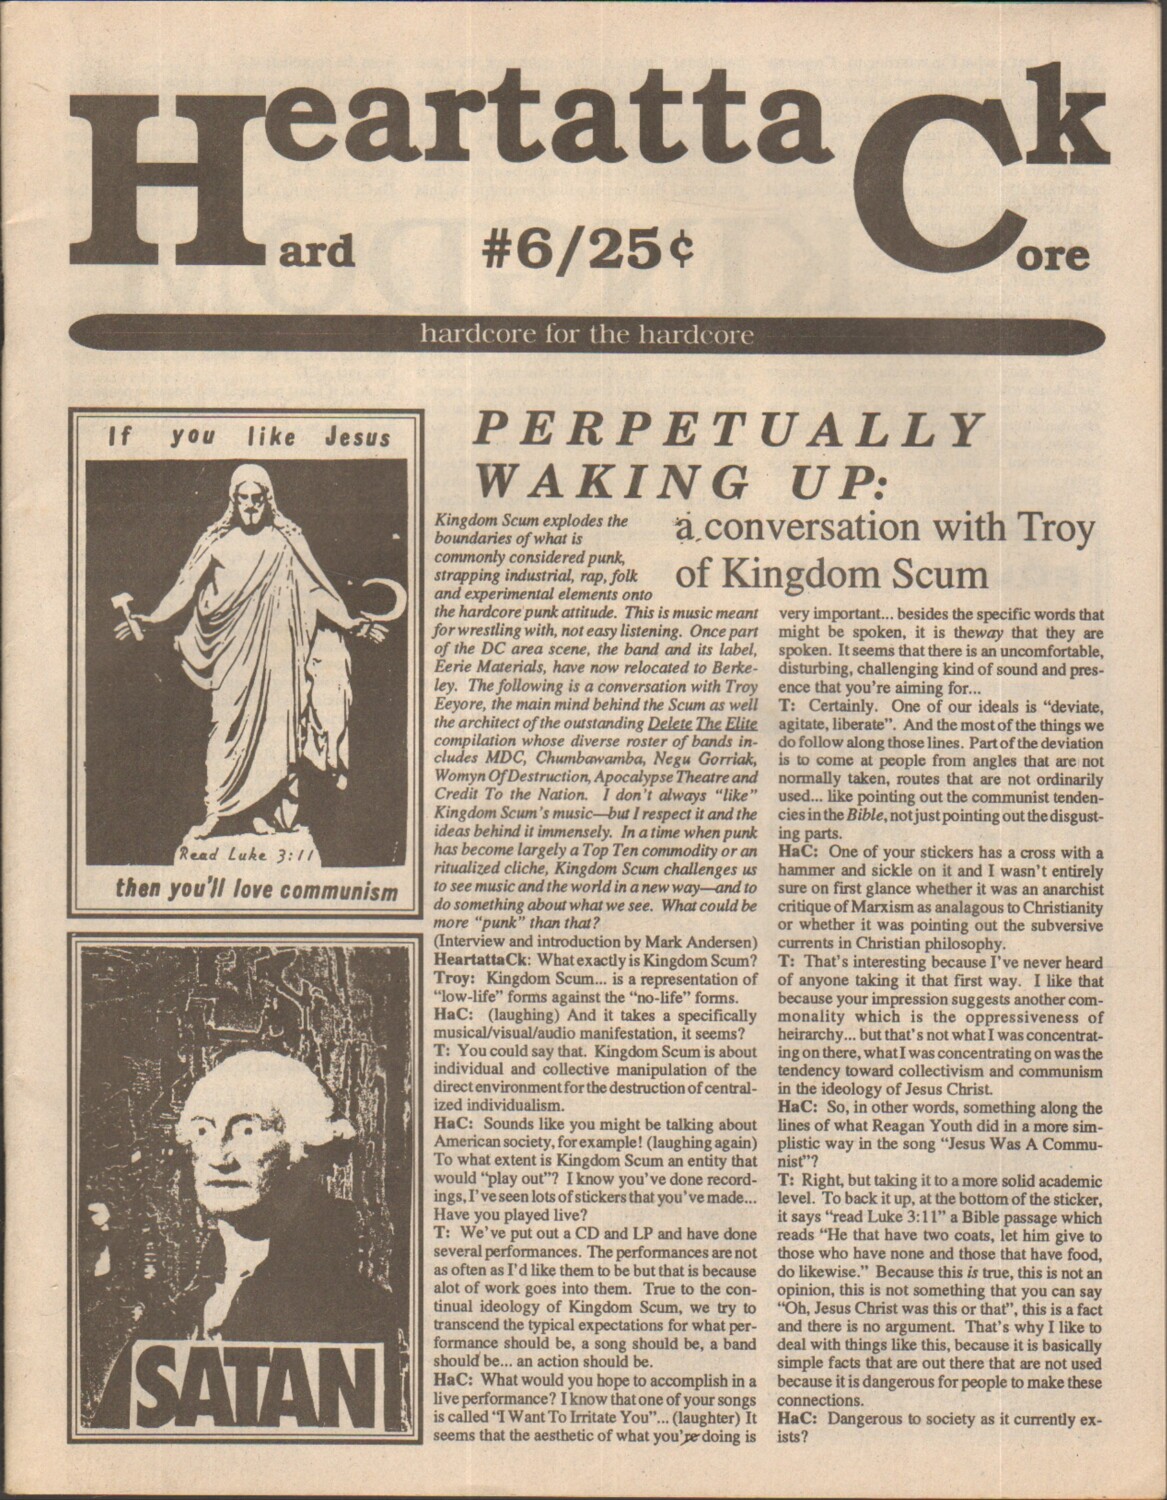 HeartattaCk
Hard #6/25¢ Core
hardcore for the hardcore
If you like Jesus
Read Luke 3:11
then you'll love communism
SATAN
PERPETUALLY
WAKING UP:
a conversation with Troy
of Kingdom Scum
Kingdom Scum explodes the
boundaries of what is
commonly considered punk,
strapping industrial, rap, folk
and experimental elements onto
the hardcore punk attitude. This is music meant
for wrestling with, not easy listening. Once part
of the DC area scene, the band and its label,
Eerie Materials, have now relocated to Berke-
ley. The following is a conversation with Troy
Eeyore, the main mind behind the Scum as well
the architect of the outstanding Delete The Elite
compilation whose diverse roster of bands in-
cludes MDC, Chumbawamba, Negu Gorriak,
Womyn Of Destruction, Apocalypse Theatre and
Credit To the Nation. I don't always "like"
Kingdom Scum's music—but I respect it and the
ideas behind it immensely. In a time when punk
has become largely a Top Ten commodity or an
ritualized cliche, Kingdom Scum challenges us
to see music and the world in a new way—and to
do something about what we see. What could be
more "punk" than that?
(Interview and introduction by Mark Andersen)
HeartattaCk: What exactly is Kingdom Scum?
Troy: Kingdom Scum... is a representation of
"low-life" forms against the "no-life" forms.
HaC: (laughing) And it takes a specifically
musical/visual/audio manifestation, it seems?
T: You could say that. Kingdom Scum is about
individual and collective manipulation of the
direct environment for the destruction of central-
ized individualism.
HaC: Sounds like you might be talking about
American society, for example! (laughing again)
To what extent is Kingdom Scum an entity that
would "play out"? I know you've done record-
ings, I've seen lots of stickers that you've made...
Have you played live?
T: We've put out a CD and LP and have done
several performances. The performances are not
as often as I'd like them to be but that is because
alot of work goes into them. True to the con-
tinual ideology of Kingdom Scum, we try to
transcend the typical expectations for what per-
formance should be, a song should be, a band
should be... an action should be.
HaC: What would you hope to accomplish in a
live performance? I know that one of your songs
is called "I Want To Irritate You"... (laughter) It
seems that the aesthetic of what you're doing is
very important... besides the specific words that
might be spoken, it is the way that they are
spoken. It seems that there is an uncomfortable,
disturbing, challenging kind of sound and pres-
ence that you're aiming for...
T: Certainly. One of our ideals is "deviate,
agitate, liberate". And the most of the things we
do follow along those lines. Part of the deviation
is to come at people from angles that are not
normally taken, routes that are not ordinarily
used... like pointing out the communist tenden-
cies in the Bible, not just pointing out the disgust-
ing parts.
HaC: One of your stickers has a cross with a
hammer and sickle on it and I wasn't entirely
sure on first glance whether it was an anarchist
critique of Marxism as analagous to Christianity
or whether it was pointing out the subversive
currents in Christian philosophy.
T: That's interesting because I've never heard
of anyone taking it that first way. I like that
because your impression suggests another com-
monality which is the oppressiveness of
heirarchy... but that's not what I was concentrat-
ing on there, what I was concentrating on was the
tendency toward collectivism and communism
in the ideology of Jesus Christ.
HaC: So, in other words, something along the
lines of what Reagan Youth did in a more sim-
plistic way in the song "Jesus Was A Commu-
nist"?
T: Right, but taking it to a more solid academic
level. To back it up, at the bottom of the sticker,
it says "read Luke 3:11" a Bible passage which
reads "He that have two coats, let him give to
those who have none and those that have food,
do likewise." Because this is true, this is not an
opinion, this is not something that you can say
"Oh, Jesus Christ was this or that", this is a fact
and there is no argument. That's why I like to
deal with things like this, because it is basically
simple facts that are out there that are not used
because it is dangerous for people to make these
connections.
HaC: Dangerous to society as it currently ex-
ists?